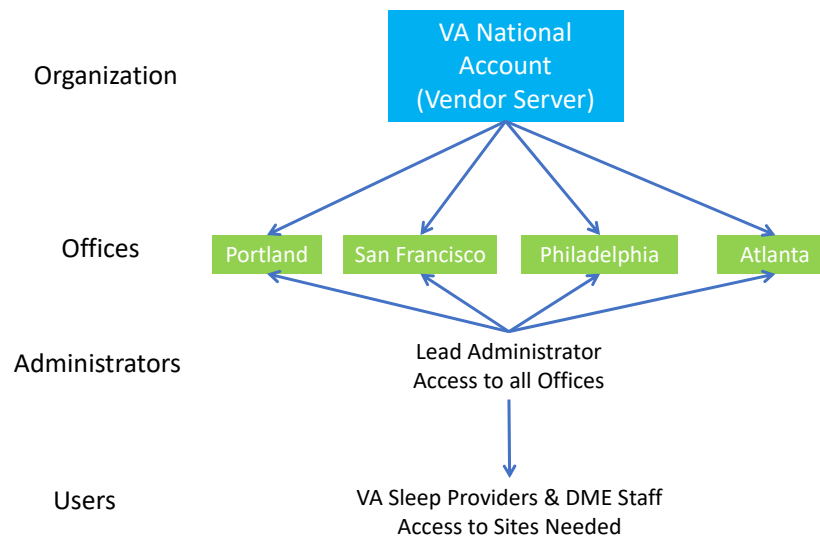 VA National
Account
(Vendor Server)
Organization
Offices
Portland
San Francisco
Philadelphia
Atlanta
Administrators
Lead Administrator
Access to all Offices
Users
VA Sleep Providers & DME Staff
Access to Sites Needed